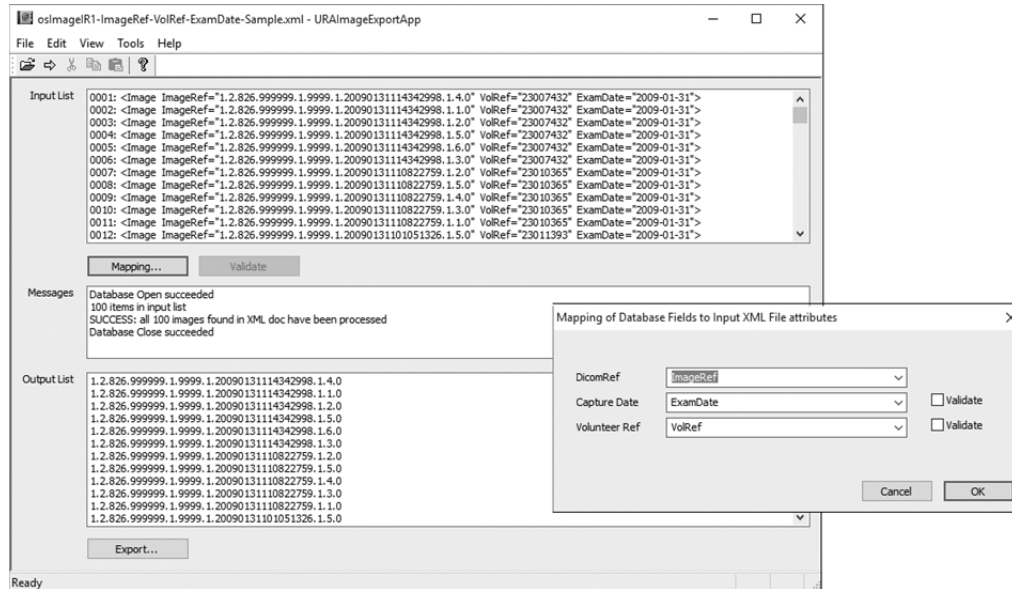 osImageIR1-ImageRef-VolRef-ExamDate-Sample.xml - URAImageExportApp
File Edit View Tools Help
Input List
0001: <Image ImageRef="1.2.826.999999.1.9999.1.20090131114342998.1.4.0" VolRef="23007432" ExamDate="2009-01-31">
0002: <Image ImageRef="1.2.826.999999.1.9999.1.20090131114342998.1.1.0" VolRef="23007432" ExamDate="2009-01-31">
0003: <Image ImageRef="1.2.826.999999.1.9999.1.20090131114342998.1.2.0" VolRef="23007432" ExamDate="2009-01-31">
0004: <Image ImageRef="1.2.826.999999.1.9999.1.20090131114342998.1.5.0" VolRef="23007432" ExamDate="2009-01-31">
0005: <Image ImageRef="1.2.826.999999.1.9999.1.20090131114342998.1.6.0" VolRef="23007432" ExamDate="2009-01-31">
0006: <Image ImageRef="1.2.826.999999.1.9999.1.20090131114342998.1.3.0" VolRef="23007432" ExamDate="2009-01-31">
0007: <Image ImageRef="1.2.826.999999.1.9999.1.20090131110822759.1.2.0" VolRef="23010365" ExamDate="2009-01-31">
0008: <Image ImageRef="1.2.826.999999.1.9999.1.20090131110822759.1.5.0" VolRef="23010365" ExamDate="2009-01-31">
0009: <Image ImageRef="1.2.826.999999.1.9999.1.20090131110822759.1.4.0" VolRef="23010365" ExamDate="2009-01-31">
0010: <Image ImageRef="1.2.826.999999.1.9999.1.20090131110822759.1.3.0" VolRef="23010365" ExamDate="2009-01-31">
0011: <Image ImageRef="1.2.826.999999.1.9999.1.20090131110822759.1.1.0" VolRef="23010365" ExamDate="2009-01-31">
0012: <Image ImageRef="1.2.826.999999.1.9999.1.20090131101051326.1.5.0" VolRef="23011393" ExamDate="2009-01-31">
Mapping... Validate
Messages
Database Open succeeded
100 items in input list
SUCCESS: all 100 images found in XML doc have been processed
Database Close succeeded
Output List
1.2.826.999999.1.9999.1.20090131114342998.1.4.0
1.2.826.999999.1.9999.1.20090131114342998.1.1.0
1.2.826.999999.1.9999.1.20090131114342998.1.2.0
1.2.826.999999.1.9999.1.20090131114342998.1.5.0
1.2.826.999999.1.9999.1.20090131114342998.1.6.0
1.2.826.999999.1.9999.1.20090131114342998.1.3.0
1.2.826.999999.1.9999.1.20090131110822759.1.2.0
1.2.826.999999.1.9999.1.20090131110822759.1.5.0
1.2.826.999999.1.9999.1.20090131110822759.1.4.0
1.2.826.999999.1.9999.1.20090131110822759.1.3.0
1.2.826.999999.1.9999.1.20090131110822759.1.1.0
1.2.826.999999.1.9999.1.20090131101051326.1.5.0
Export...
Ready
Mapping of Database Fields to Input XML File attributes
DicomRef ImageRef
Capture Date ExamDate Validate
Volunteer Ref VolRef Validate
Cancel OK